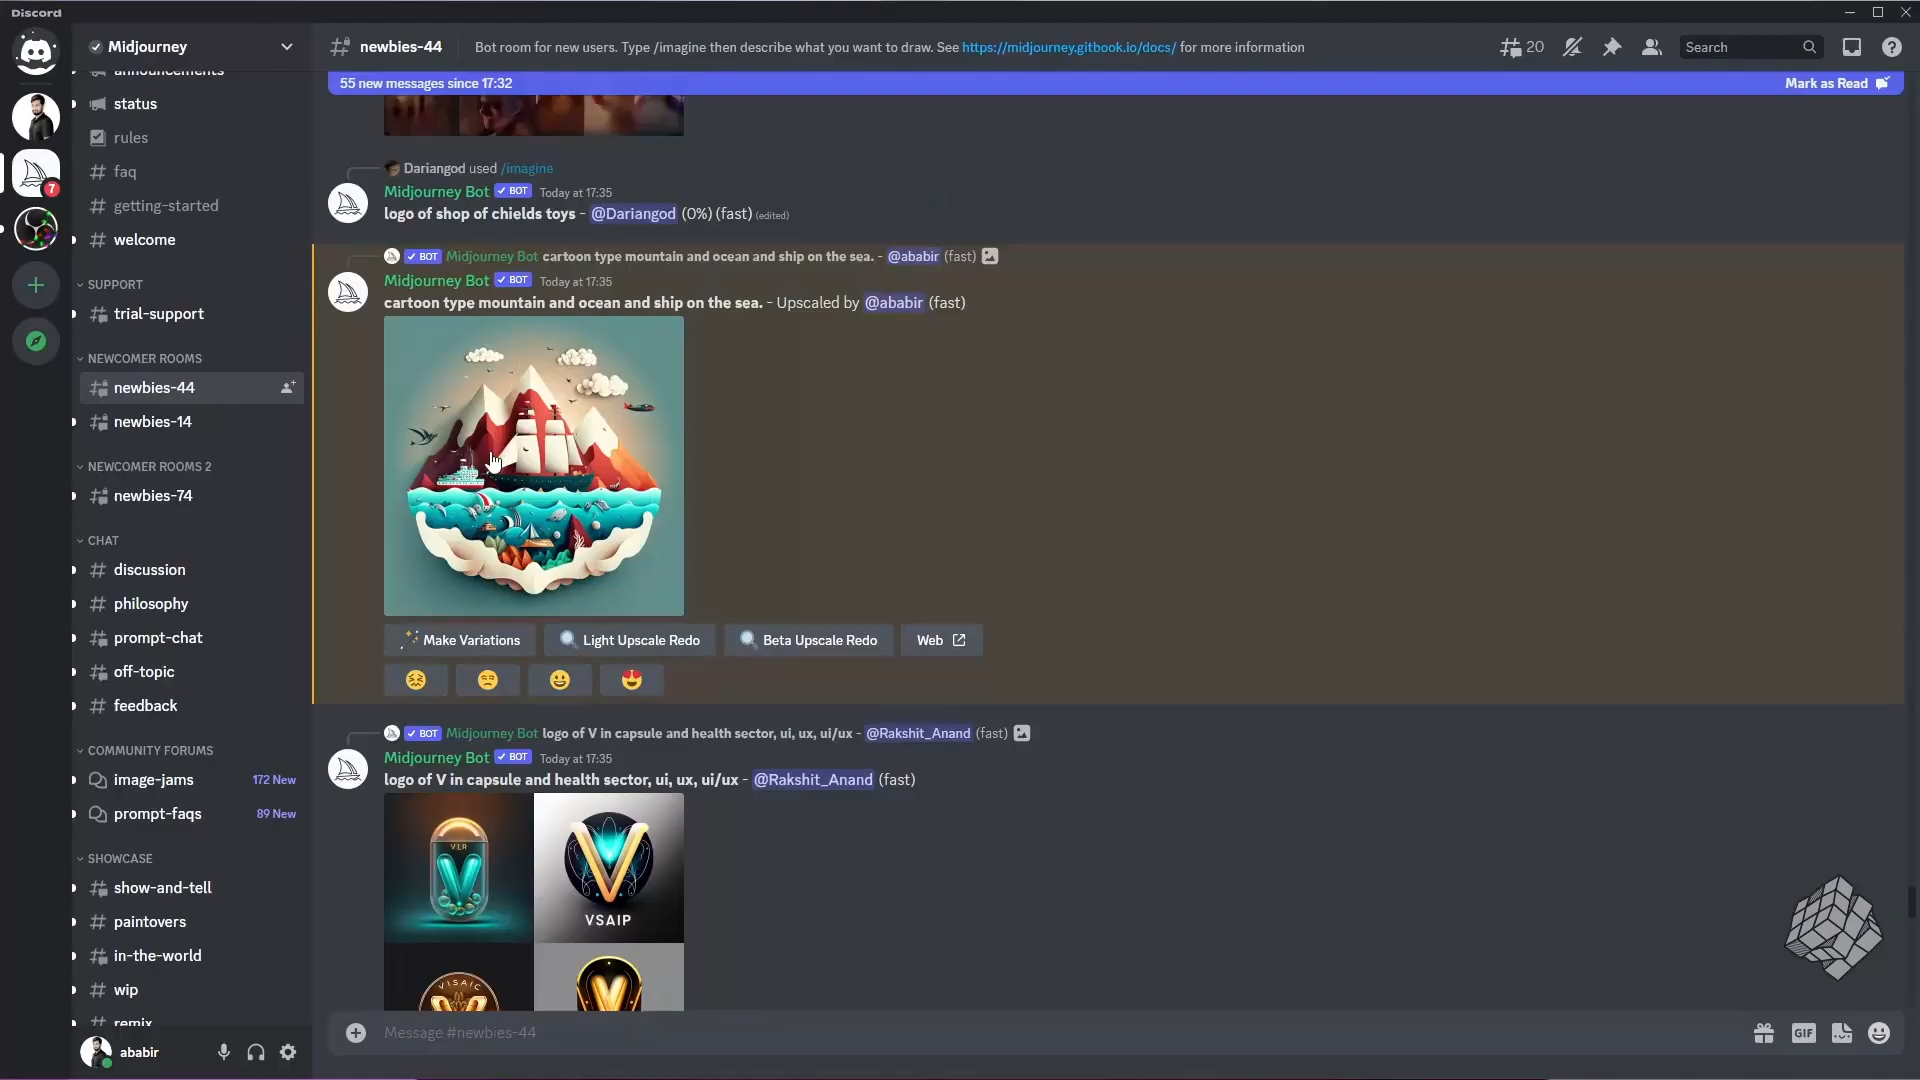 Discord
Midjourney
newbies-44
Bot room for new users. Type /imagine then describe what you want to draw. See https://midjourney.gitbook.io/docs/ for more information
20
Search
55 new messages since 17:32
Mark as Read
announcements
status
rules
faq
getting-started
welcome
SUPPORT
trial-support
NEWCOMER ROOMS
newbies-44
newbies-14
NEWCOMER ROOMS 2
newbies-74
CHAT
discussion
philosophy
prompt-chat
off-topic
feedback
COMMUNITY FORUMS
image-jams 172 New
prompt-faqs 89 New
SHOWCASE
show-and-tell
paintovers
in-the-world
wip
remix
ababir
7
Dariangod used /imagine
Midjourney Bot BOT Today at 17:35
logo of shop of chields toys - @Dariangod (0%) (fast) (edited)
BOT Midjourney Bot cartoon type mountain and ocean and ship on the sea. - @ababir (fast)
Midjourney Bot BOT Today at 17:35
cartoon type mountain and ocean and ship on the sea. - Upscaled by @ababir (fast)
Make Variations
Light Upscale Redo
Beta Upscale Redo
Web
BOT Midjourney Bot logo of V in capsule and health sector, ui, ux, ui/ux - @Rakshit_Anand (fast)
Midjourney Bot BOT Today at 17:35
logo of V in capsule and health sector, ui, ux, ui/ux - @Rakshit_Anand (fast)
VSAIP
VISAIC
Message #newbies-44
GIF